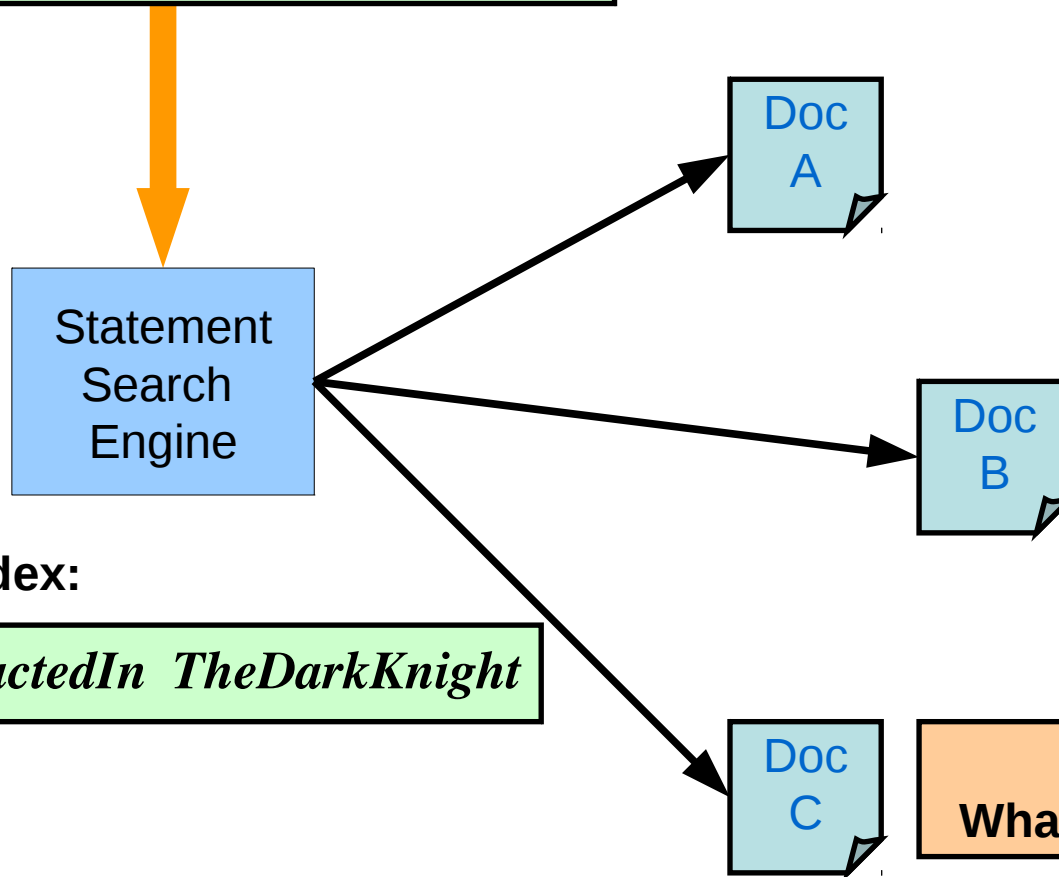 Doc
A
Statement
Search
Engine
Doc
B
dex:
actedIn TheDarkKnight
Doc
C
Wha